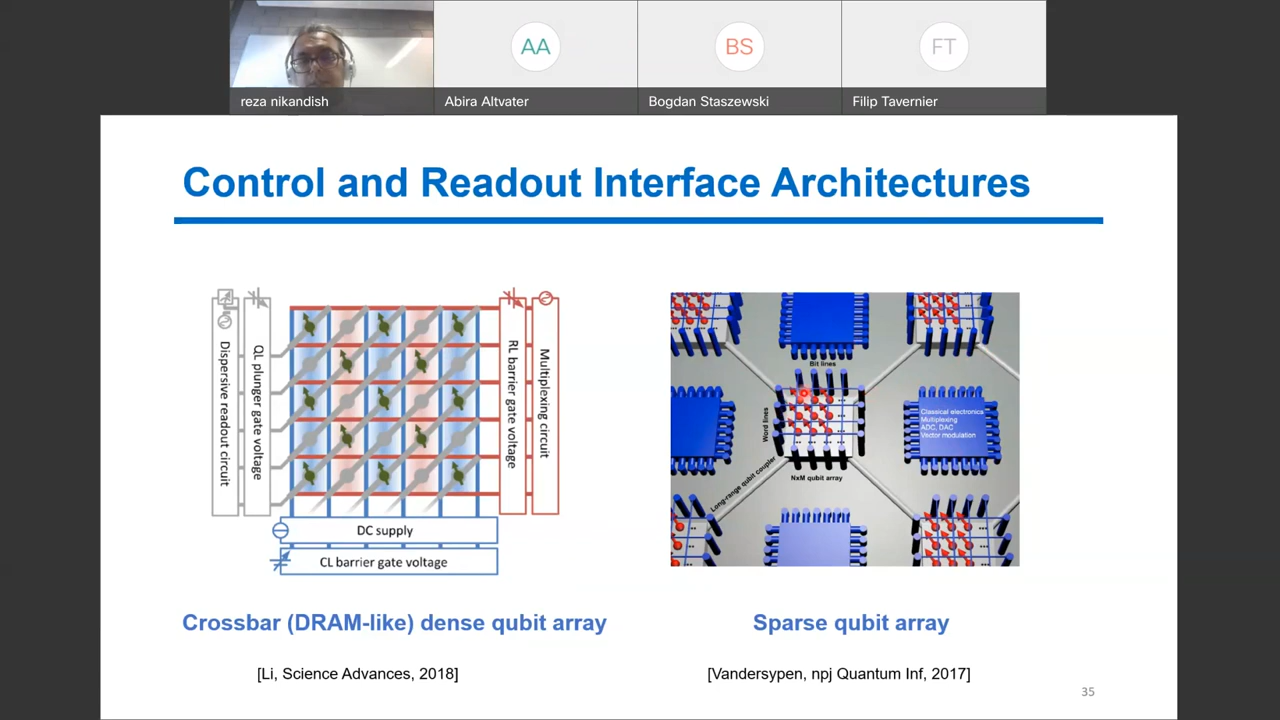 AA
BS
FT
reza nikandish
Abira Altvater
Bogdan Staszewski
Filip Tavernier
Control and Readout Interface Architectures
Dispersive readout circuit
QL plunger gate voltage
RL barrier gate voltage
Multiplexing circuit
DC supply
CL barrier gate voltage
Bit lines
Word lines
Classical electronics
Multiplexing
ADC, DAC
Vector modulation
NxM qubit array
Long-range qubit coupler
Crossbar (DRAM-like) dense qubit array
Sparse qubit array
[Li, Science Advances, 2018]
[Vandersypen, npj Quantum Inf, 2017]
35